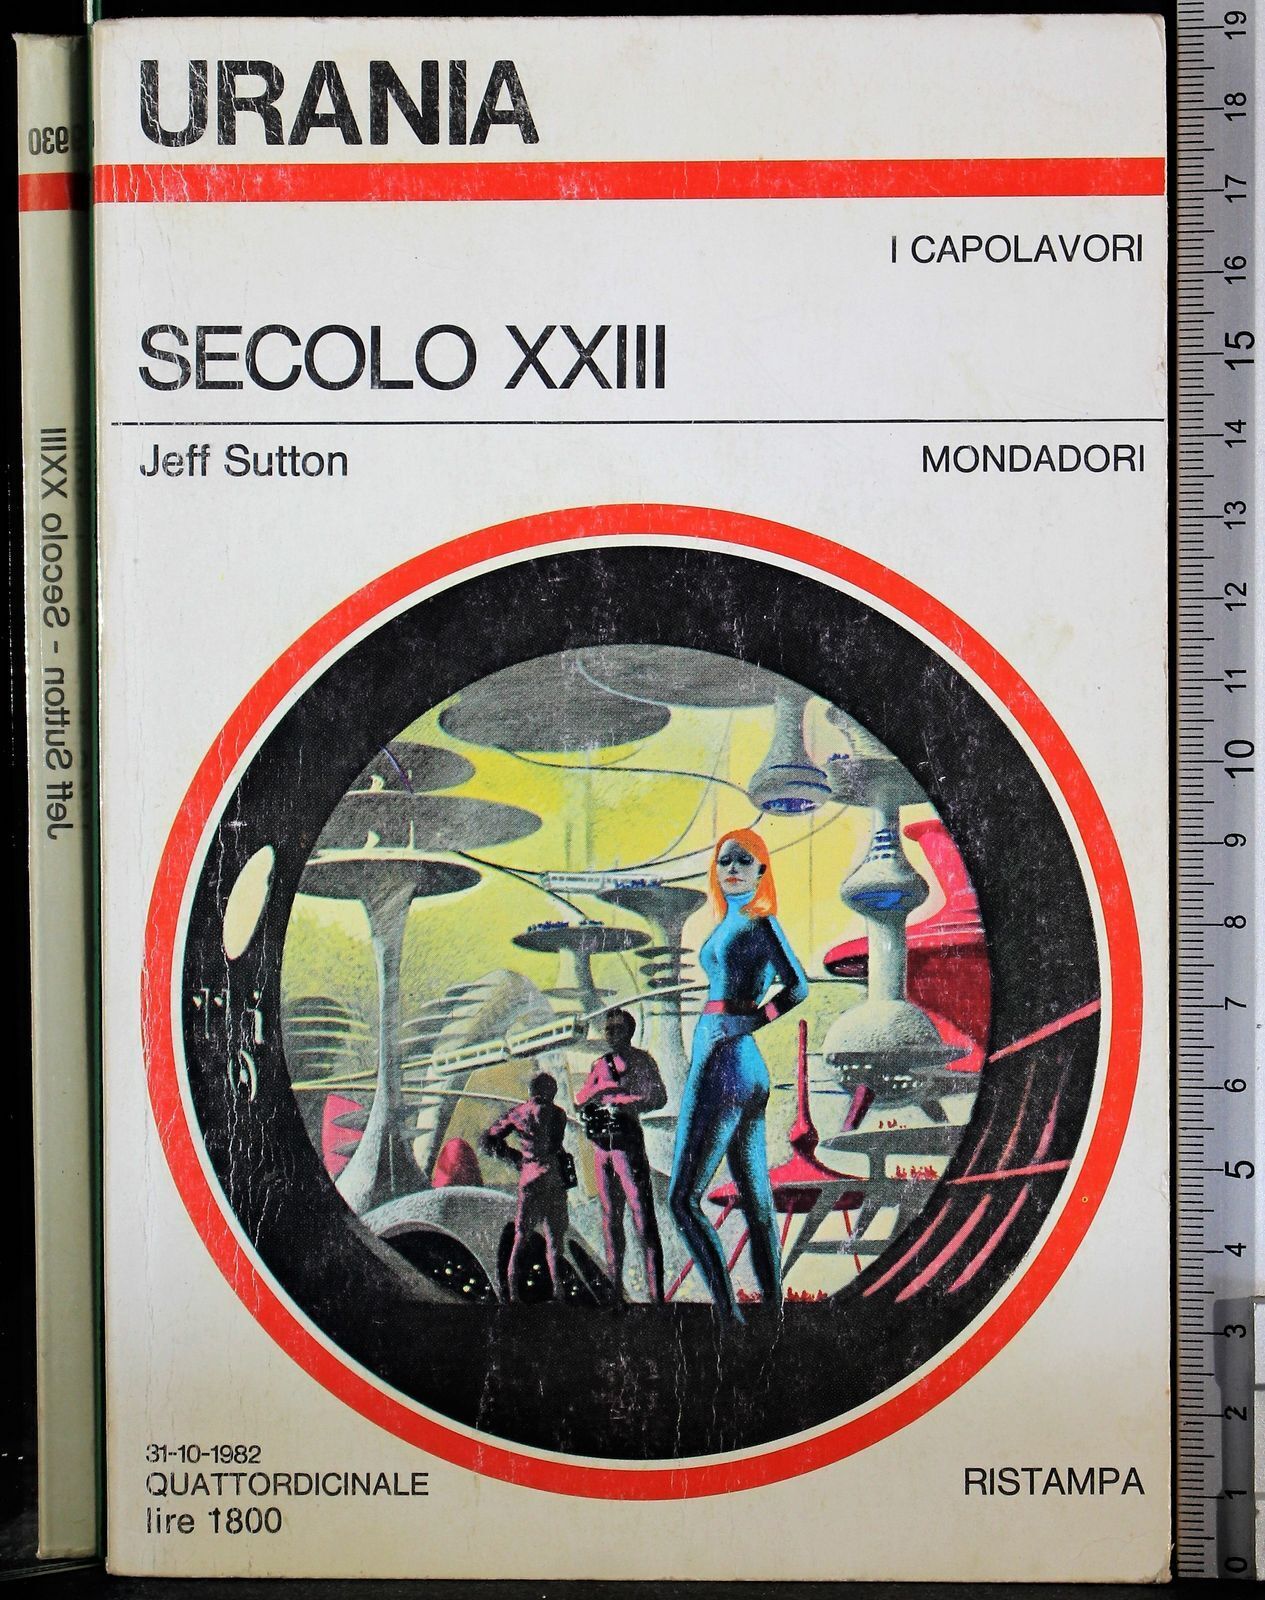 URANIA
I CAPOLAVORI
SECOLO XXIII
Jeff Sutton
MONDADORI
31-10-1982
QUATTORDICINALE
lire 1800
RISTAMPA
930
Jeff Sutton - Secolo XXIII
19
18
17
16
15
14
13
12
11
10
9
8
7
6
5
4
3
2
1
0